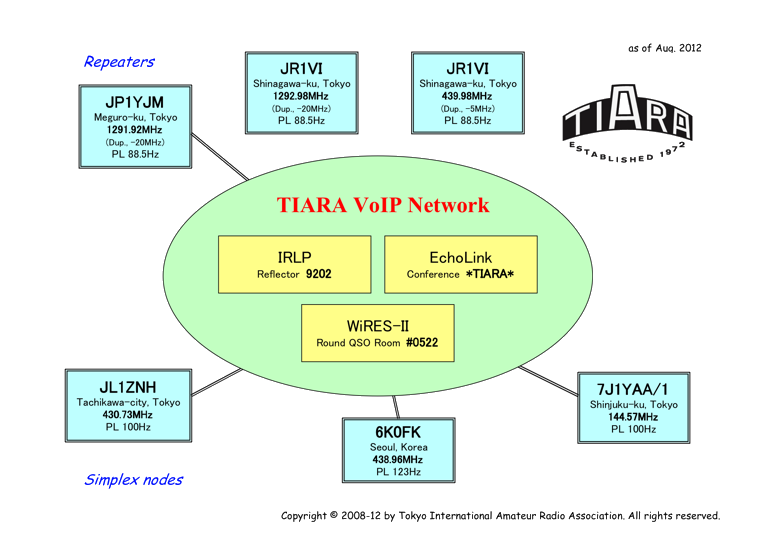 as of Aug. 2012
Repeaters
JP1YJM
Meguro-ku, Tokyo
1291.92MHz
(Dup., -20MHz)
PL 88.5Hz
JR1VI
Shinagawa-ku, Tokyo
1292.98MHz
(Dup., -20MHz)
PL 88.5Hz
JR1VI
Shinagawa-ku, Tokyo
439.98MHz
(Dup., -5MHz)
PL 88.5Hz
TIARA
ESTABLISHED 1972
TIARA VoIP Network
IRLP
Reflector 9202
EchoLink
Conference *TIARA*
WiRES-II
Round QSO Room #0522
JL1ZNH
Tachikawa-city, Tokyo
430.73MHz
PL 100Hz
6K0FK
Seoul, Korea
438.96MHz
PL 123Hz
7J1YAA/1
Shinjuku-ku, Tokyo
144.57MHz
PL 100Hz
Simplex nodes
Copyright © 2008-12 by Tokyo International Amateur Radio Association. All rights reserved.